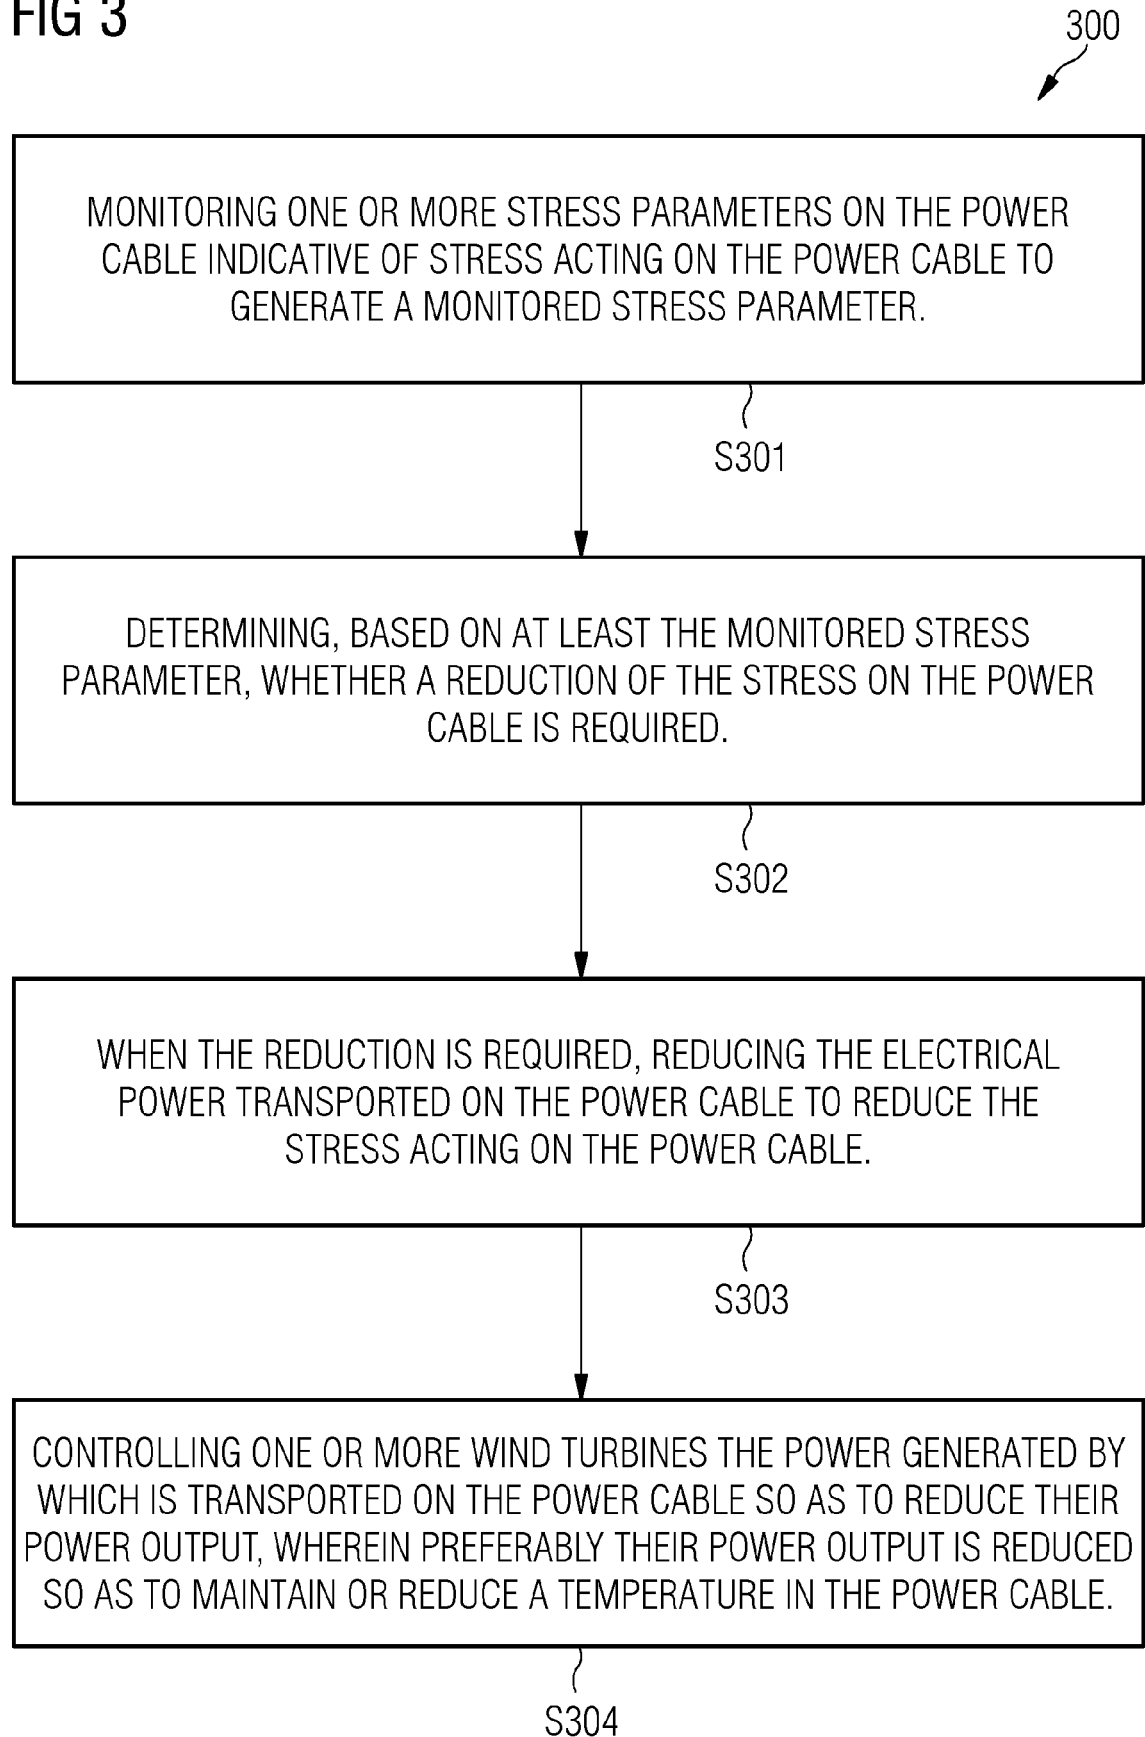 FIG 3
300
MONITORING ONE OR MORE STRESS PARAMETERS ON THE POWER
CABLE INDICATIVE OF STRESS ACTING ON THE POWER CABLE TO
GENERATE A MONITORED STRESS PARAMETER.
S301
DETERMINING, BASED ON AT LEAST THE MONITORED STRESS
PARAMETER, WHETHER A REDUCTION OF THE STRESS ON THE POWER
CABLE IS REQUIRED.
S302
WHEN THE REDUCTION IS REQUIRED, REDUCING THE ELECTRICAL
POWER TRANSPORTED ON THE POWER CABLE TO REDUCE THE
STRESS ACTING ON THE POWER CABLE.
S303
CONTROLLING ONE OR MORE WIND TURBINES THE POWER GENERATED BY
WHICH IS TRANSPORTED ON THE POWER CABLE SO AS TO REDUCE THEIR
POWER OUTPUT, WHEREIN PREFERABLY THEIR POWER OUTPUT IS REDUCED
SO AS TO MAINTAIN OR REDUCE A TEMPERATURE IN THE POWER CABLE.
S304